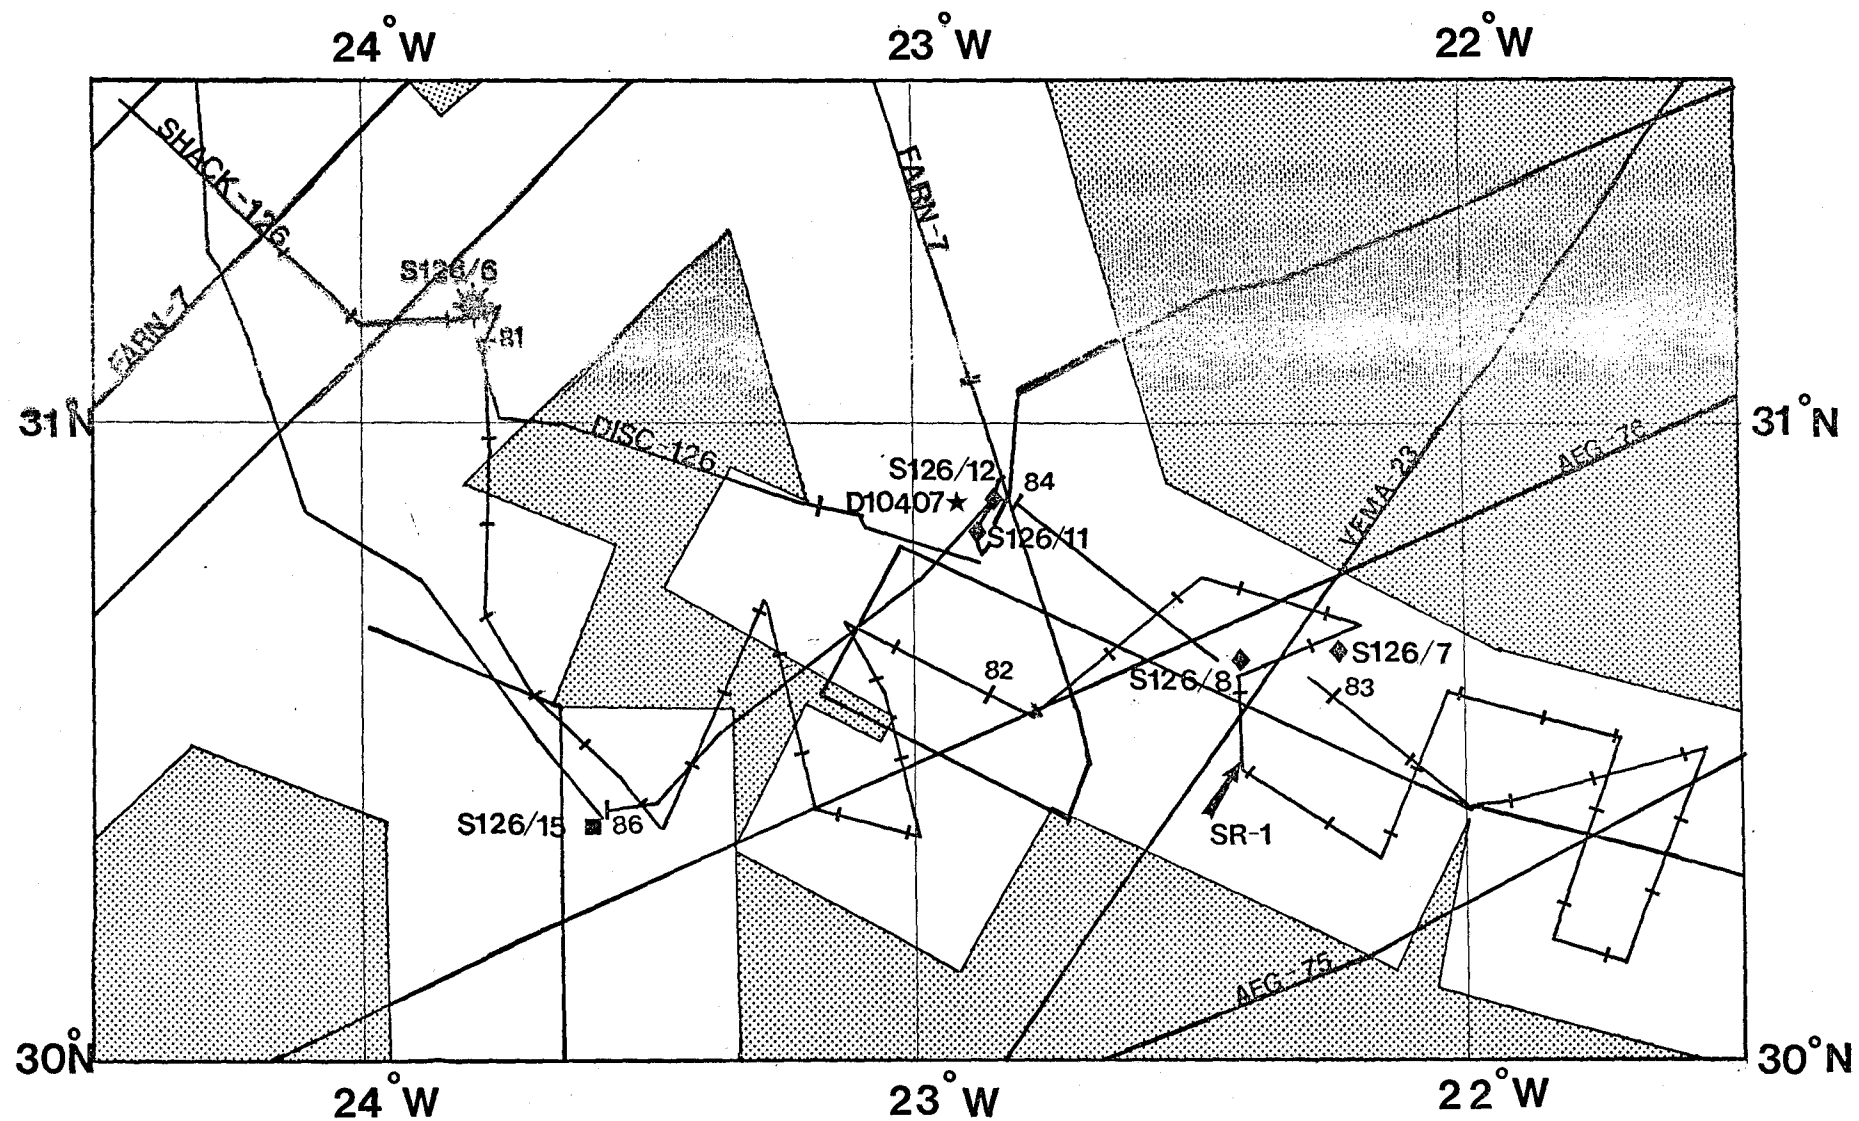 24°W 23°W 22°W
SHACK-126
FARN-7
S126/6
FARN-7
81
31°N 31°N
DISC-126
AEG-76
VEMA 23
S126/12
84
D10407
S126/11
82
S126/8
S126/7
83
S126/15
86
SR-1
AEG-75
30°N 30°N
24°W 23°W 22°W